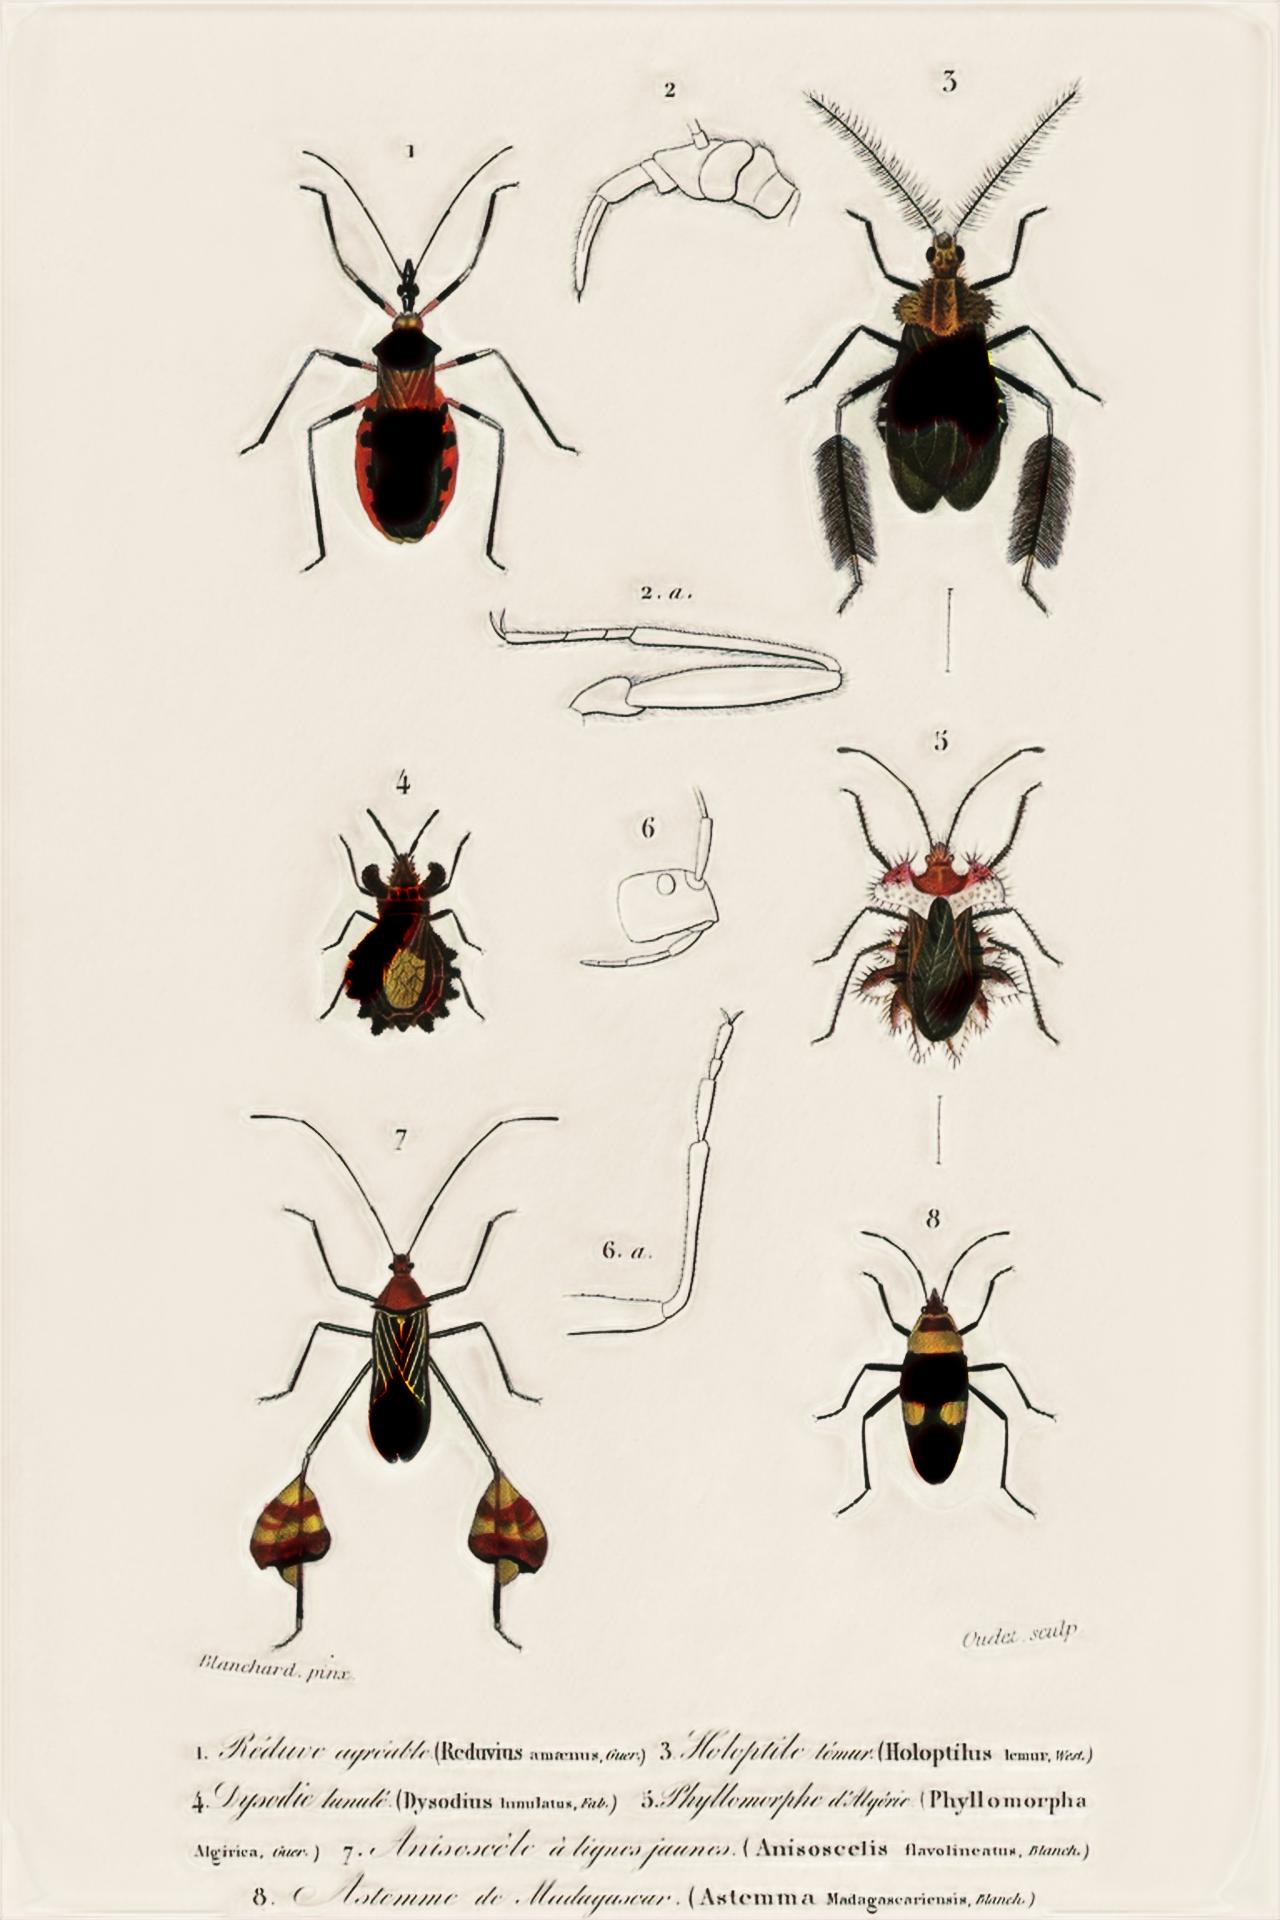 2
3
1
2. a.
5
4
6
7
8
6. a.
Oudet. sculp
Blanchard. pinx.
1. Réduve agréable. (Reduvius amænus, Guer.) 3. Holoptile lémur. (Holoptilus lemur, West.)
4. Dysodie lunulé. (Dysodius lunulatus, Fab.) 5. Phyllomorphe d'Algérie. (Phyllomorpha
Algirica, Guer.) 7. Anisoscèle à lignes jaunes. (Anisoscelis flavolineatus, Blanch.)
8. Astemme de Madagascar. (Astemma Madagascariensis, Blanch.)